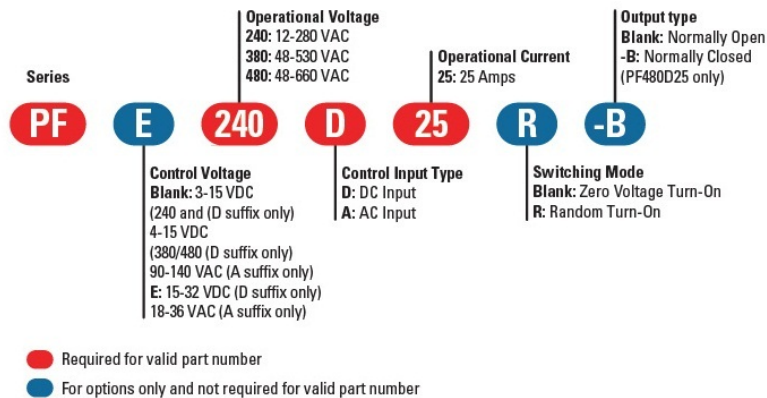 Operational Voltage
240: 12-280 VAC
380: 48-530 VAC
480: 48-660 VAC
Operational Current
25: 25 Amps
Output type
Blank: Normally Open
-B: Normally Closed
(PF480D25 only)
Series
PF E 240 D 25 R -B
Control Voltage
Blank: 3-15 VDC
(240 and (D suffix only)
4-15 VDC
(380/480 (D suffix only)
90-140 VAC (A suffix only)
E: 15-32 VDC (D suffix only)
18-36 VAC (A suffix only)
Control Input Type
D: DC Input
A: AC Input
Switching Mode
Blank: Zero Voltage Turn-On
R: Random Turn-On
Required for valid part number
For options only and not required for valid part number